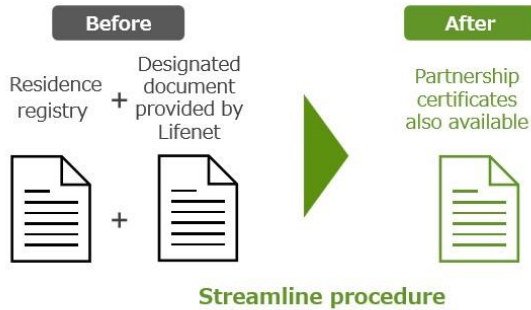 Before
After
Residence
registry
+
Designated
document
provided by
Lifenet
Partnership
certificates
also available
+
Streamline procedure